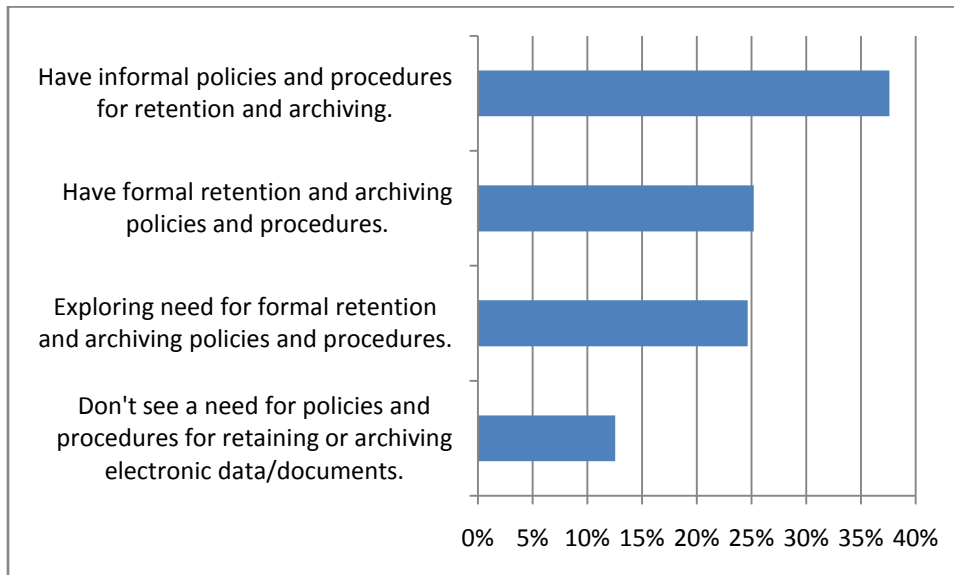 Have informal policies and procedures
for retention and archiving.
Have formal retention and archiving
policies and procedures.
Exploring need for formal retention
and archiving policies and procedures.
Don't see a need for policies and
procedures for retaining or archiving
electronic data/documents.
0% 5% 10% 15% 20% 25% 30% 35% 40%